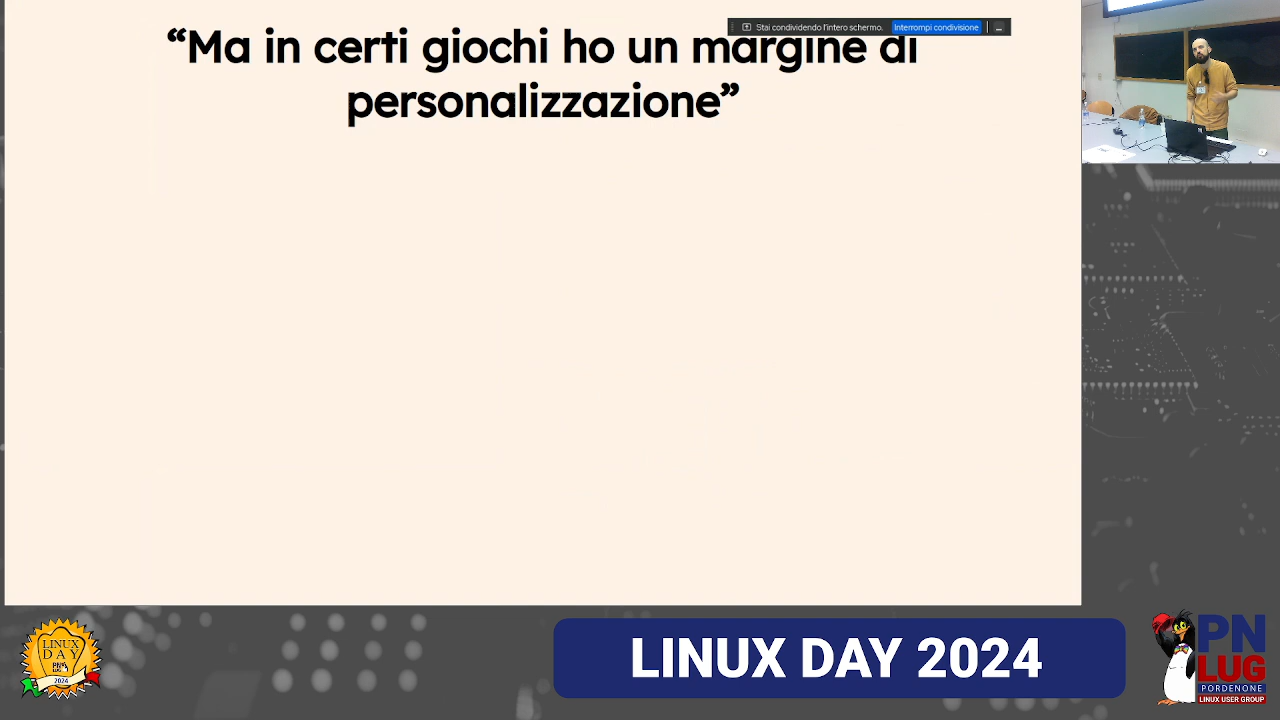 “Ma in certi giochi ho un margine di
personalizzazione”
Stai condividendo l'intero schermo.
Interrompi condivisione
LINUX DAY 2024
LINUX
DAY
2024
PN
LUG
PORDENONE
LINUX USER GROUP